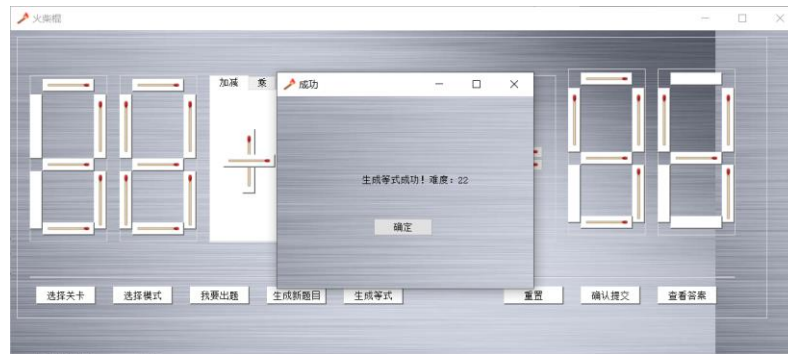 火柴棍
加减 乘
成功
生成等式成功！难度：22
确定
选择关卡 选择模式 我要出题 生成新题目 生成等式 重置 确认提交 查看答案